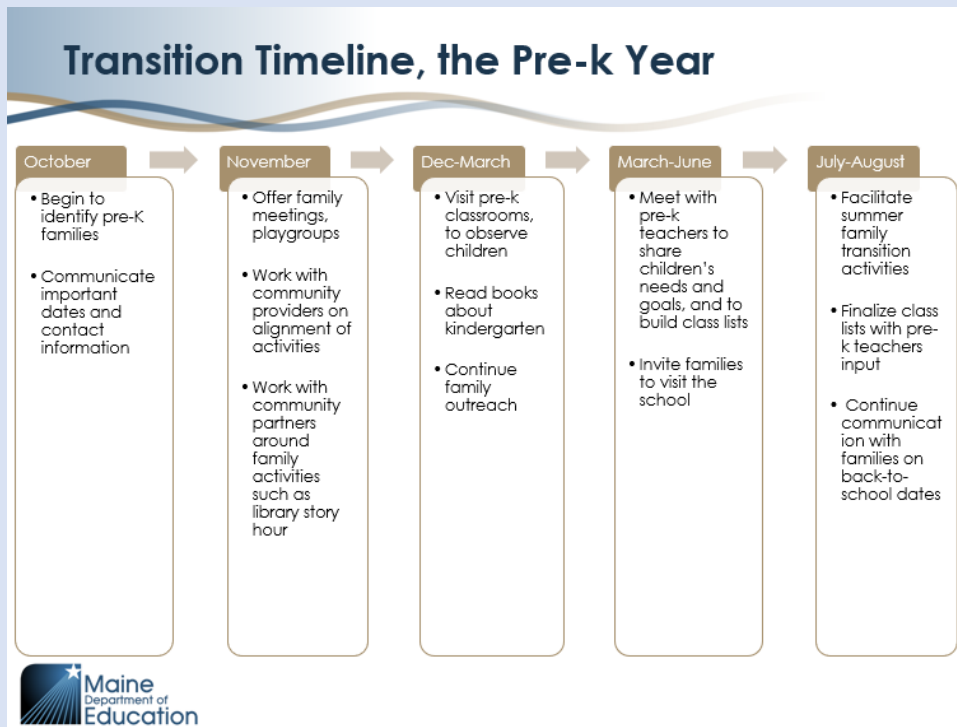 Transition Timeline, the Pre-k Year
October
• Begin to
identify pre-K
families
• Communicate
important
dates and
contact
information
November
• Offer family
meetings,
playgroups
• Work with
community
providers on
alignment of
activities
• Work with
community
partners
around
family
activities
such as
library story
hour
Dec-March
• Visit pre-k
classrooms,
to observe
children
• Read books
about
kindergarten
• Continue
family
outreach
March-June
• Meet with
pre-k
teachers to
share
children's
needs and
goals, and to
build class lists
• Invite families
to visit the
school
July-August
• Facilitate
summer
family
transition
activities
• Finalize class
lists with pre-
k teachers
input
• Continue
communicat
ion with
families on
back-to-
school dates
Maine
Department of
Education